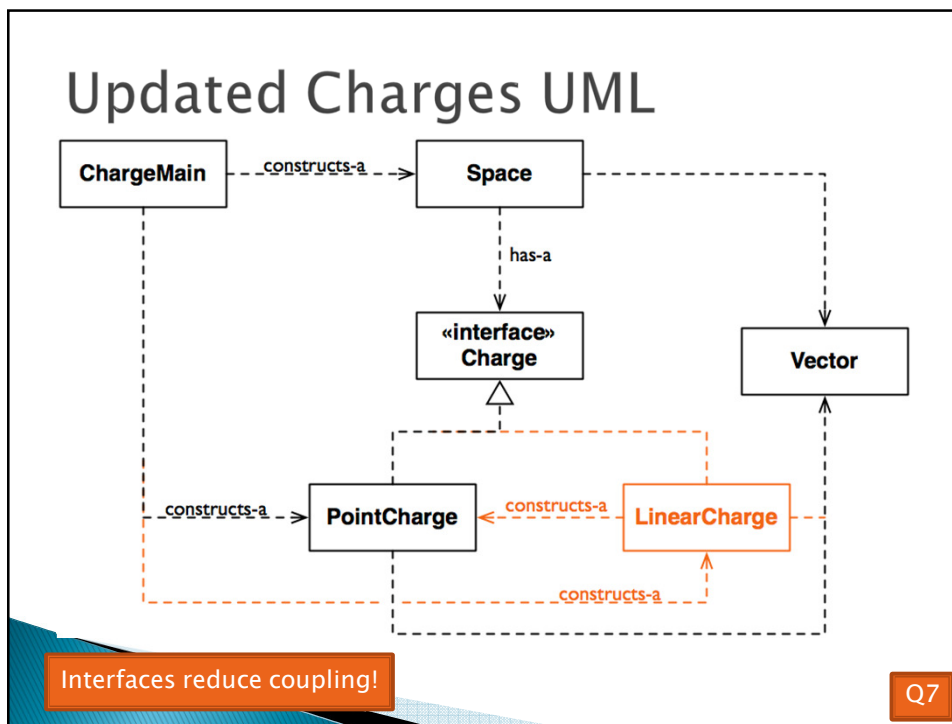 Updated Charges UML
ChargeMain
constructs-a
Space
has-a
«interface»
Charge
Vector
constructs-a
PointCharge
constructs-a
LinearCharge
constructs-a
Interfaces reduce coupling!
Q7